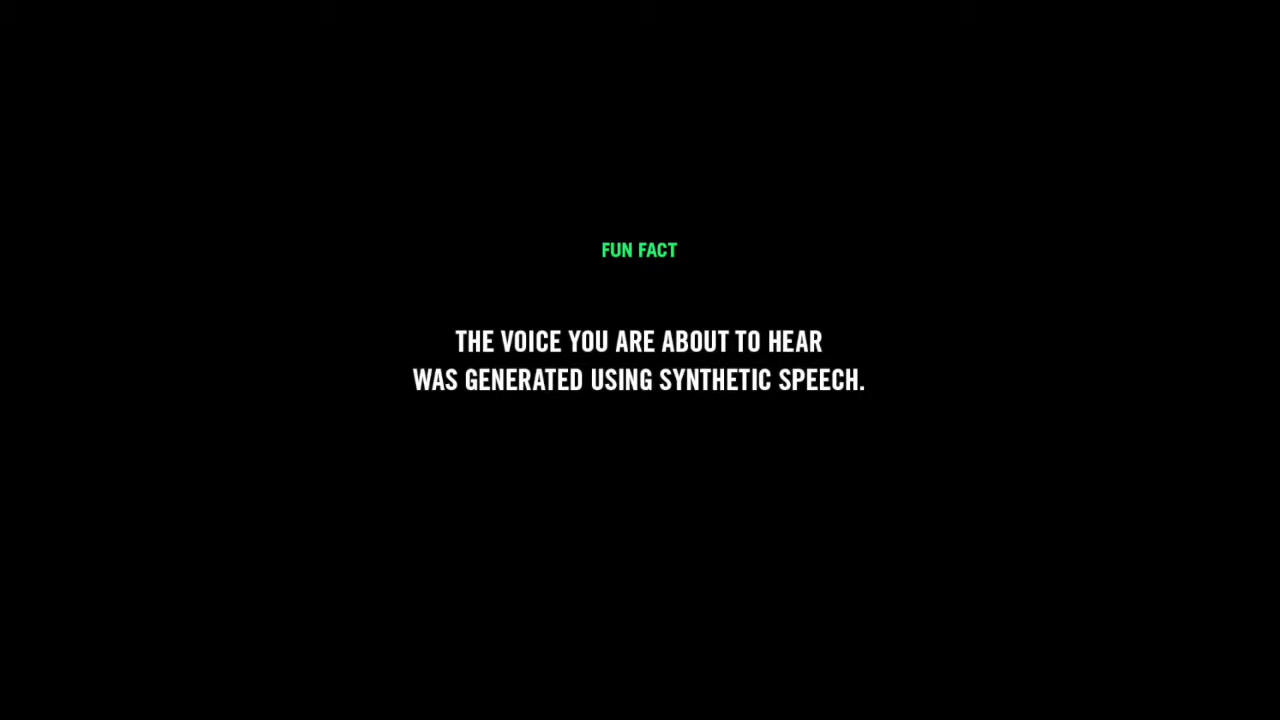 FUN FACT
THE VOICE YOU ARE ABOUT TO HEAR
WAS GENERATED USING SYNTHETIC SPEECH.